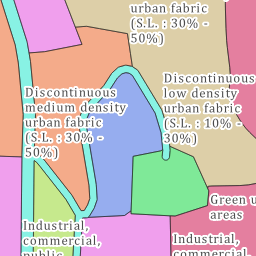 urban fabric
(S.L. : 30% -
50%)
Discontinuous
medium density
urban fabric
(S.L. : 30% -
50%)
Discontinuous
low density
urban fabric
(S.L. : 10% -
30%)
Green u
areas
Industrial,
commercial,
public
Industrial,
commercial,